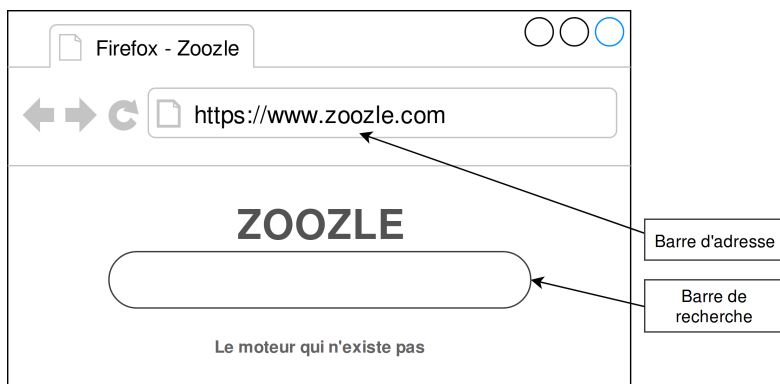 Firefox - Zoozle
https://www.zoozle.com
ZOOZLE
Le moteur qui n'existe pas
Barre d'adresse
Barre de
recherche